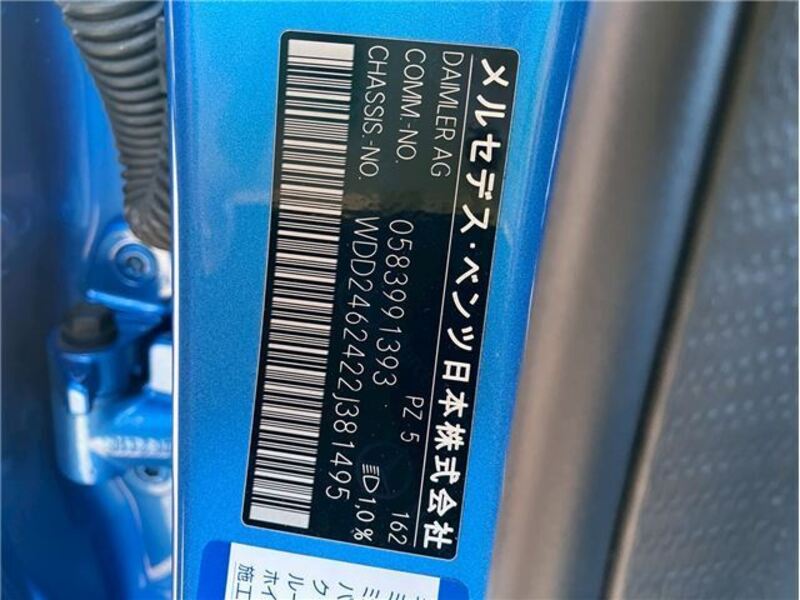 メルセデス・ベンツ日本株式会社
DAIMLER AG
COMM.-NO. 0583991393 PZ 5 162
CHASSIS.-NO. WDD2462422J381495 1,0%